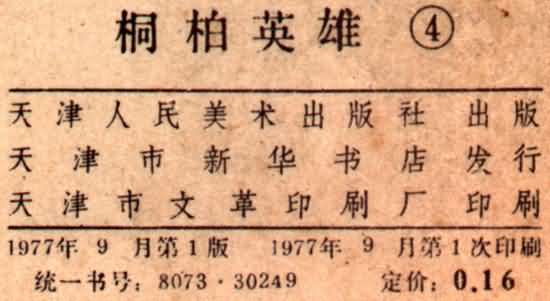 桐柏英雄 ④
天津人民美术出版社出版
天津市新华书店发行
天津市文革印刷厂印刷
1977年9月第1版 1977年9月第1次印刷
统一书号：8073·30249 定价：0.16